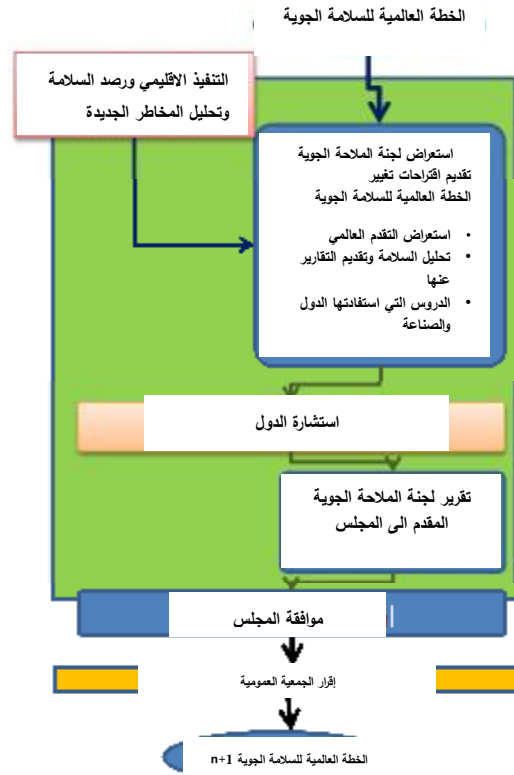 الخطة العالمية للسلامة الجوية
التنفيذ الاقليمي ورصد السلامة
وتحليل المخاطر الجديدة
استعراض لجنة الملاحة الجوية
تقديم اقتراحات تغيير
الخطة العالمية للسلامة الجوية
• استعراض التقدم العالمي
• تحليل السلامة وتقديم التقارير
عنها
• الدروس التي استفادتها الدول
والصناعة
استشارة الدول
تقرير لجنة الملاحة الجوية
المقدم الى المجلس
موافقة المجلس
إقرار الجمعية العمومية
الخطة العالمية للسلامة الجوية n+1